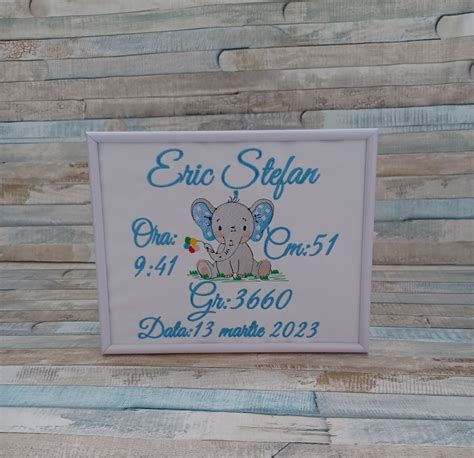 Eric Stefan
Ora: 9:41
Cm:51
Gr:3660
Data:13 martie 2023